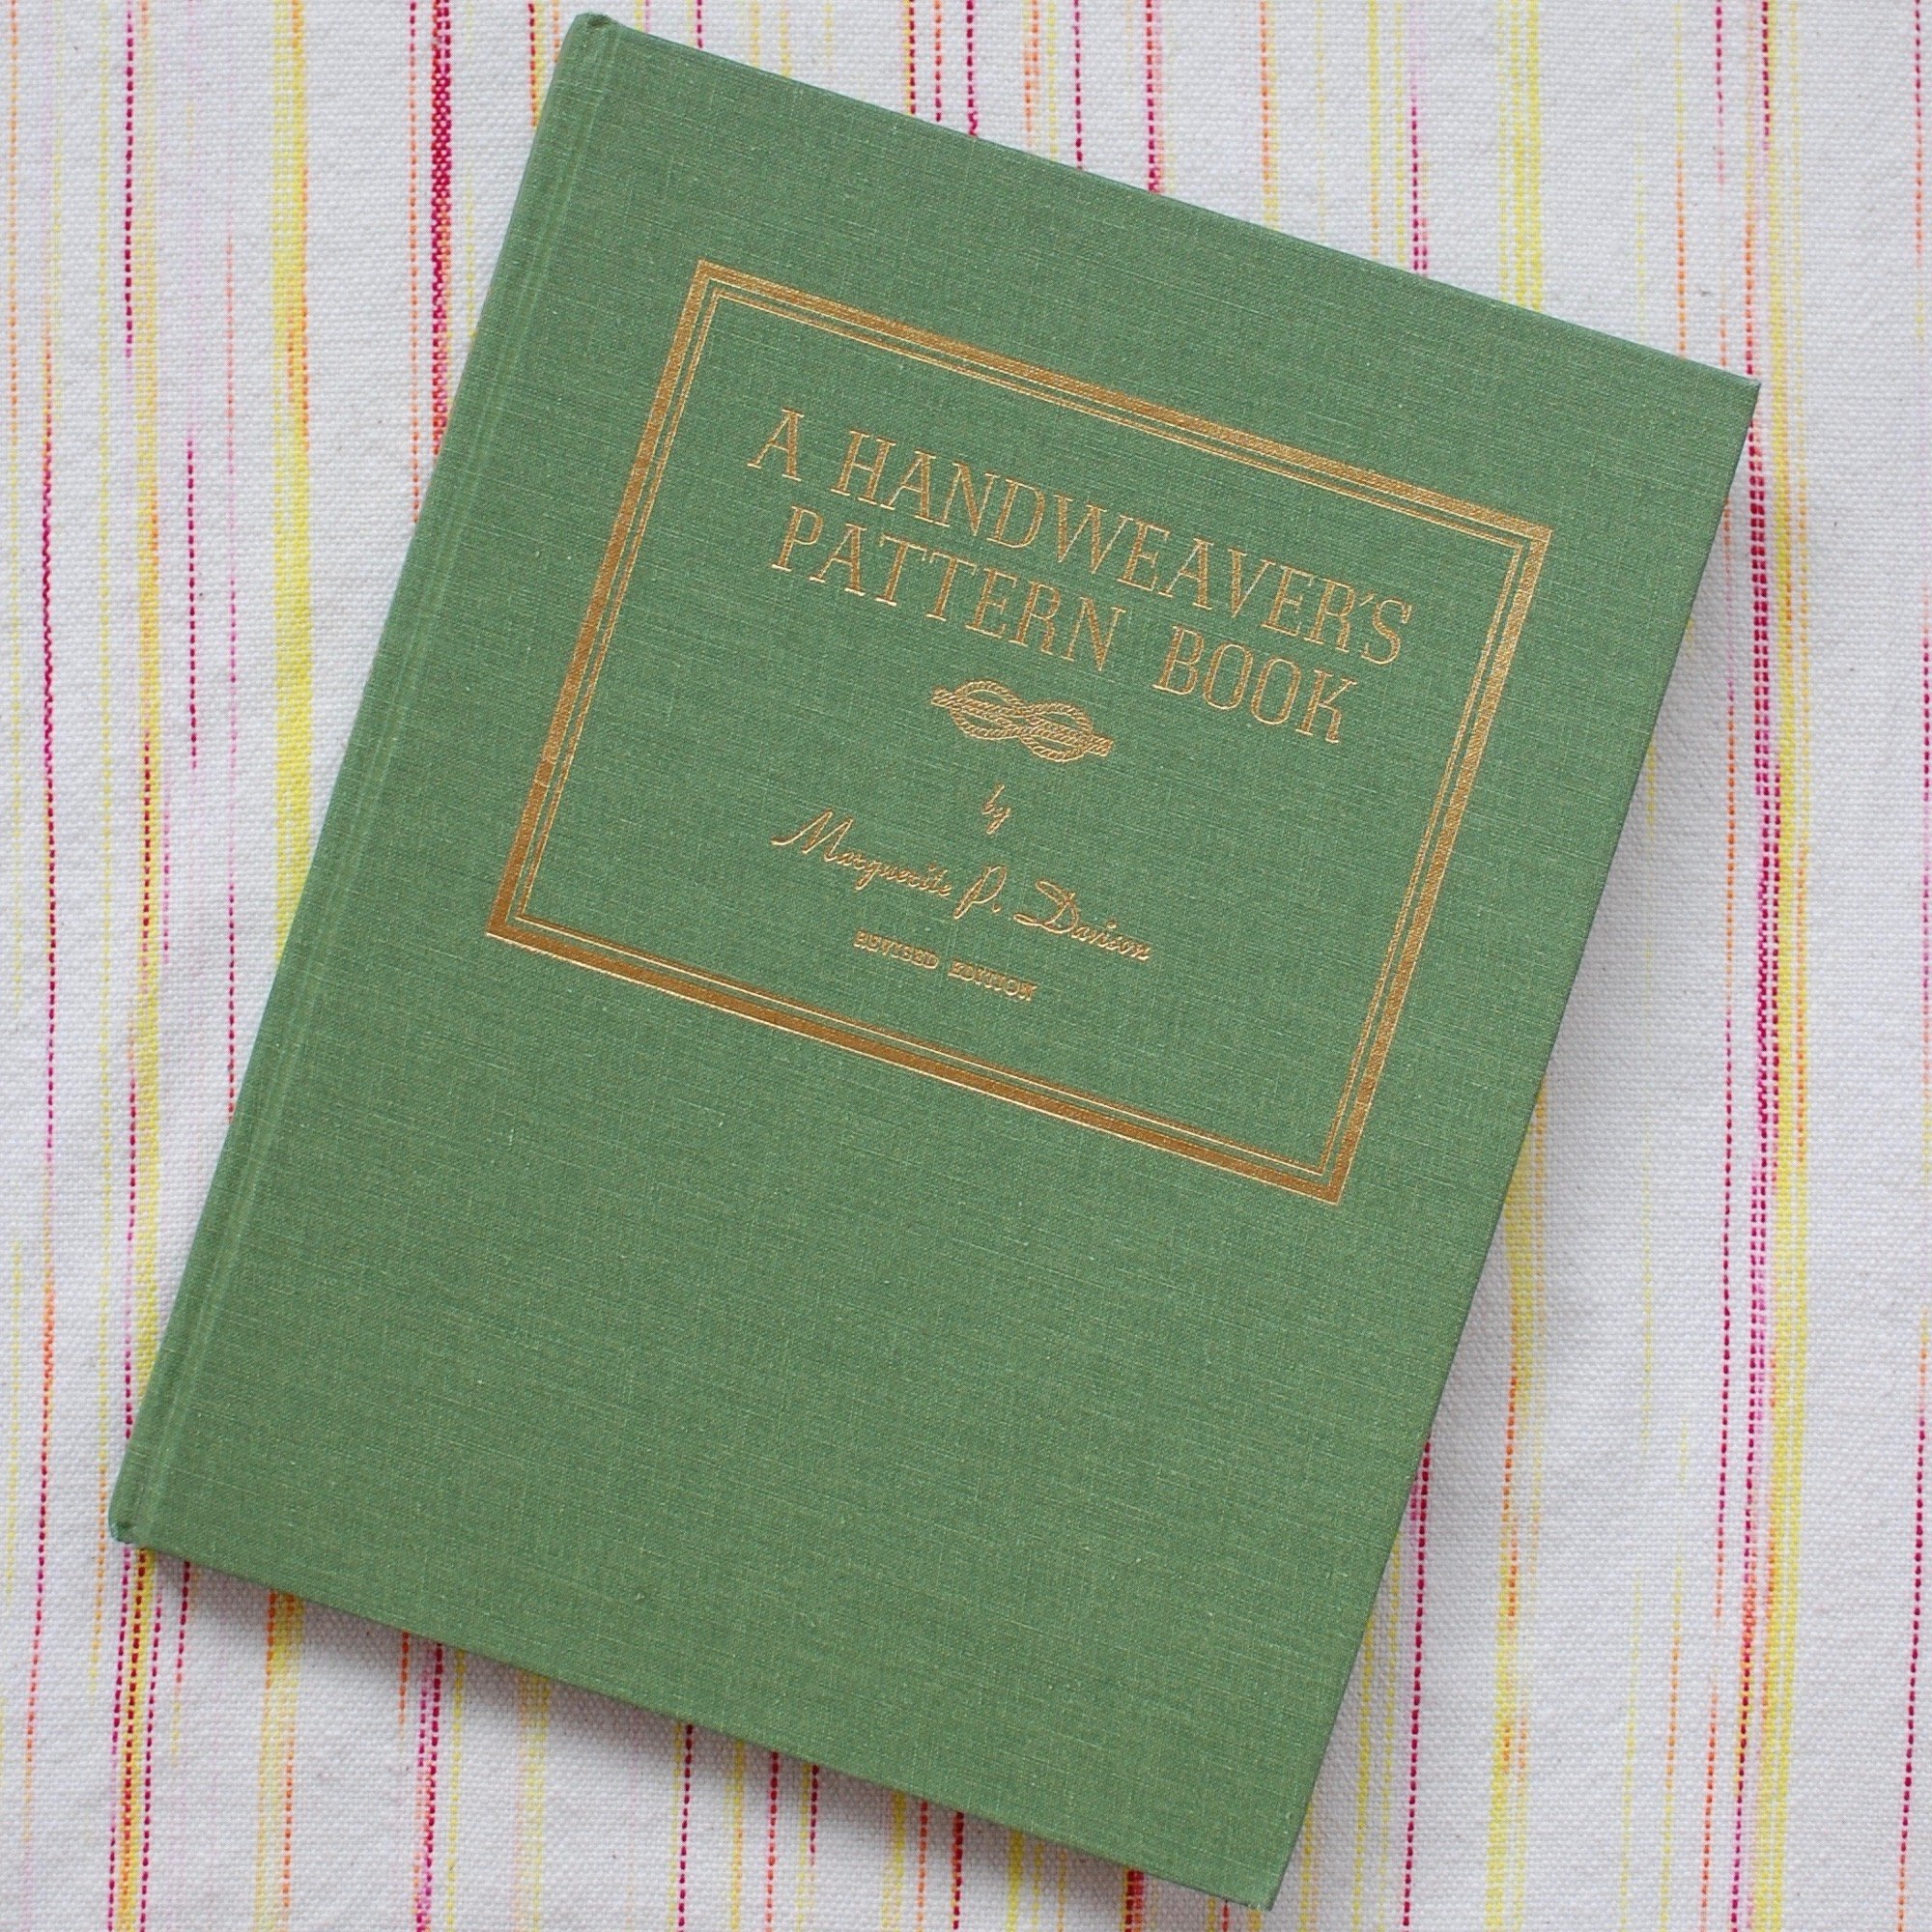 A HANDWEAVER'S
PATTERN BOOK
by
Marguerite P. Davison
REVISED EDITION